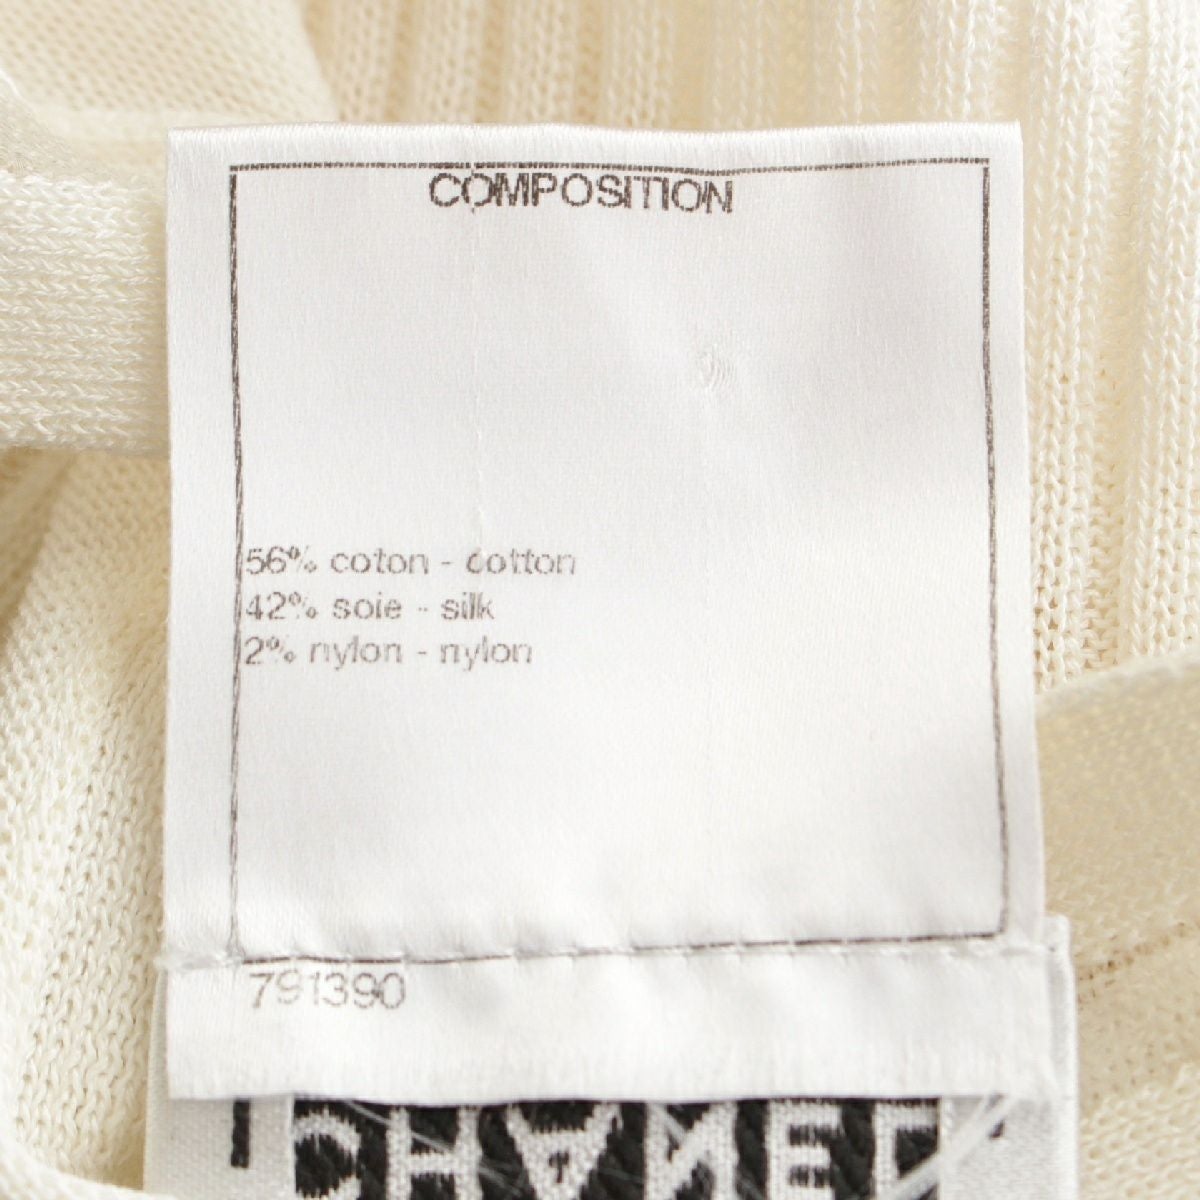 COMPOSITION
56% coton - cotton
42% soie - silk
2% nylon - nylon
791390
CHANEL